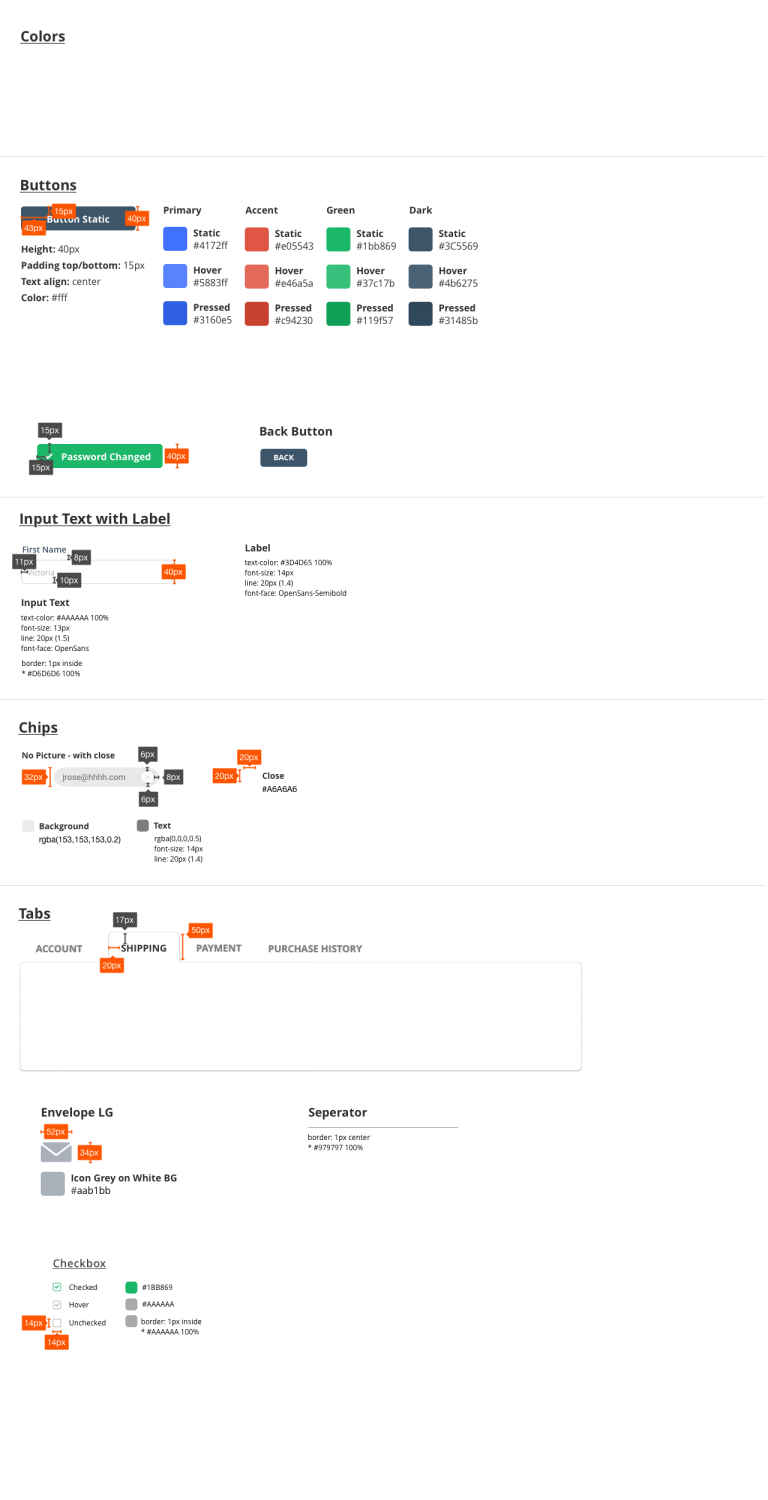 Colors
Buttons
15px
Button Static
40px
43px
Height: 40px
Padding top/bottom: 15px
Text align: center
Color: #fff
Primary
Static
#4172ff
Hover
#5883ff
Pressed
#3160e5
Accent
Static
#e05543
Hover
#e46a5a
Pressed
#c94230
Green
Static
#1bb869
Hover
#37c17b
Pressed
#119f57
Dark
Static
#3C5569
Hover
#4b6275
Pressed
#31485b
15px
Password Changed
40px
15px
Back Button
BACK
Input Text with Label
First Name
8px
11px
Victoria
40px
10px
Input Text
text-color: #AAAAAA 100%
font-size: 13px
line: 20px (1.5)
font-face: OpenSans
border: 1px inside
* #D6D6D6 100%
Label
text-color: #3D4D65 100%
font-size: 14px
line: 20px (1.4)
font-face: OpenSans-Semibold
Chips
No Picture - with close
6px
32px
jrose@hhhh.com
8px
6px
20px
20px
Close
#A6A6A6
Background
rgba(153,153,153,0.2)
Text
rgba(0,0,0,0.5)
font-size: 14px
line: 20px (1.4)
Tabs
17px
50px
ACCOUNT
SHIPPING
PAYMENT
PURCHASE HISTORY
20px
Envelope LG
52px
34px
Icon Grey on White BG
#aab1bb
Seperator
border: 1px center
* #979797 100%
Checkbox
Checked
#1BB869
Hover
#AAAAAA
14px
Unchecked
border: 1px inside
* #AAAAAA 100%
14px